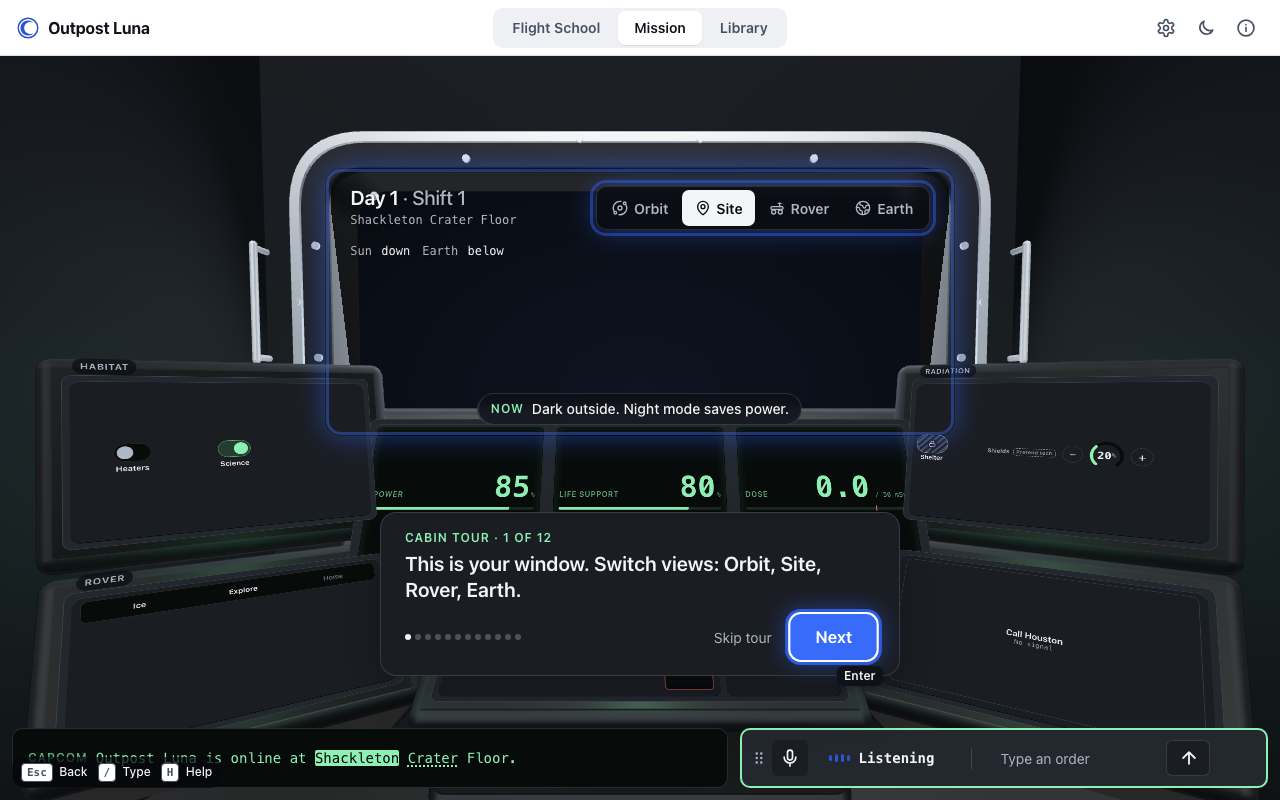 Outpost Luna
Flight School
Mission
Library
Day 1 · Shift 1
Shackleton Crater Floor
Sun down Earth below
Orbit
Site
Rover
Earth
HABITAT
Heaters
Science
RADIATION
Shelter
Shields
20%
NOW Dark outside. Night mode saves power.
POWER 85%
LIFE SUPPORT 80%
DOSE 0.0
CABIN TOUR · 1 OF 12
This is your window. Switch views: Orbit, Site,
Rover, Earth.
Skip tour
Next
Enter
ROVER
Ice
Explore
Home
Call Houston
No signal
CAPCOM Outpost Luna is online at Shackleton Crater Floor.
Esc Back / Type H Help
Listening
Type an order